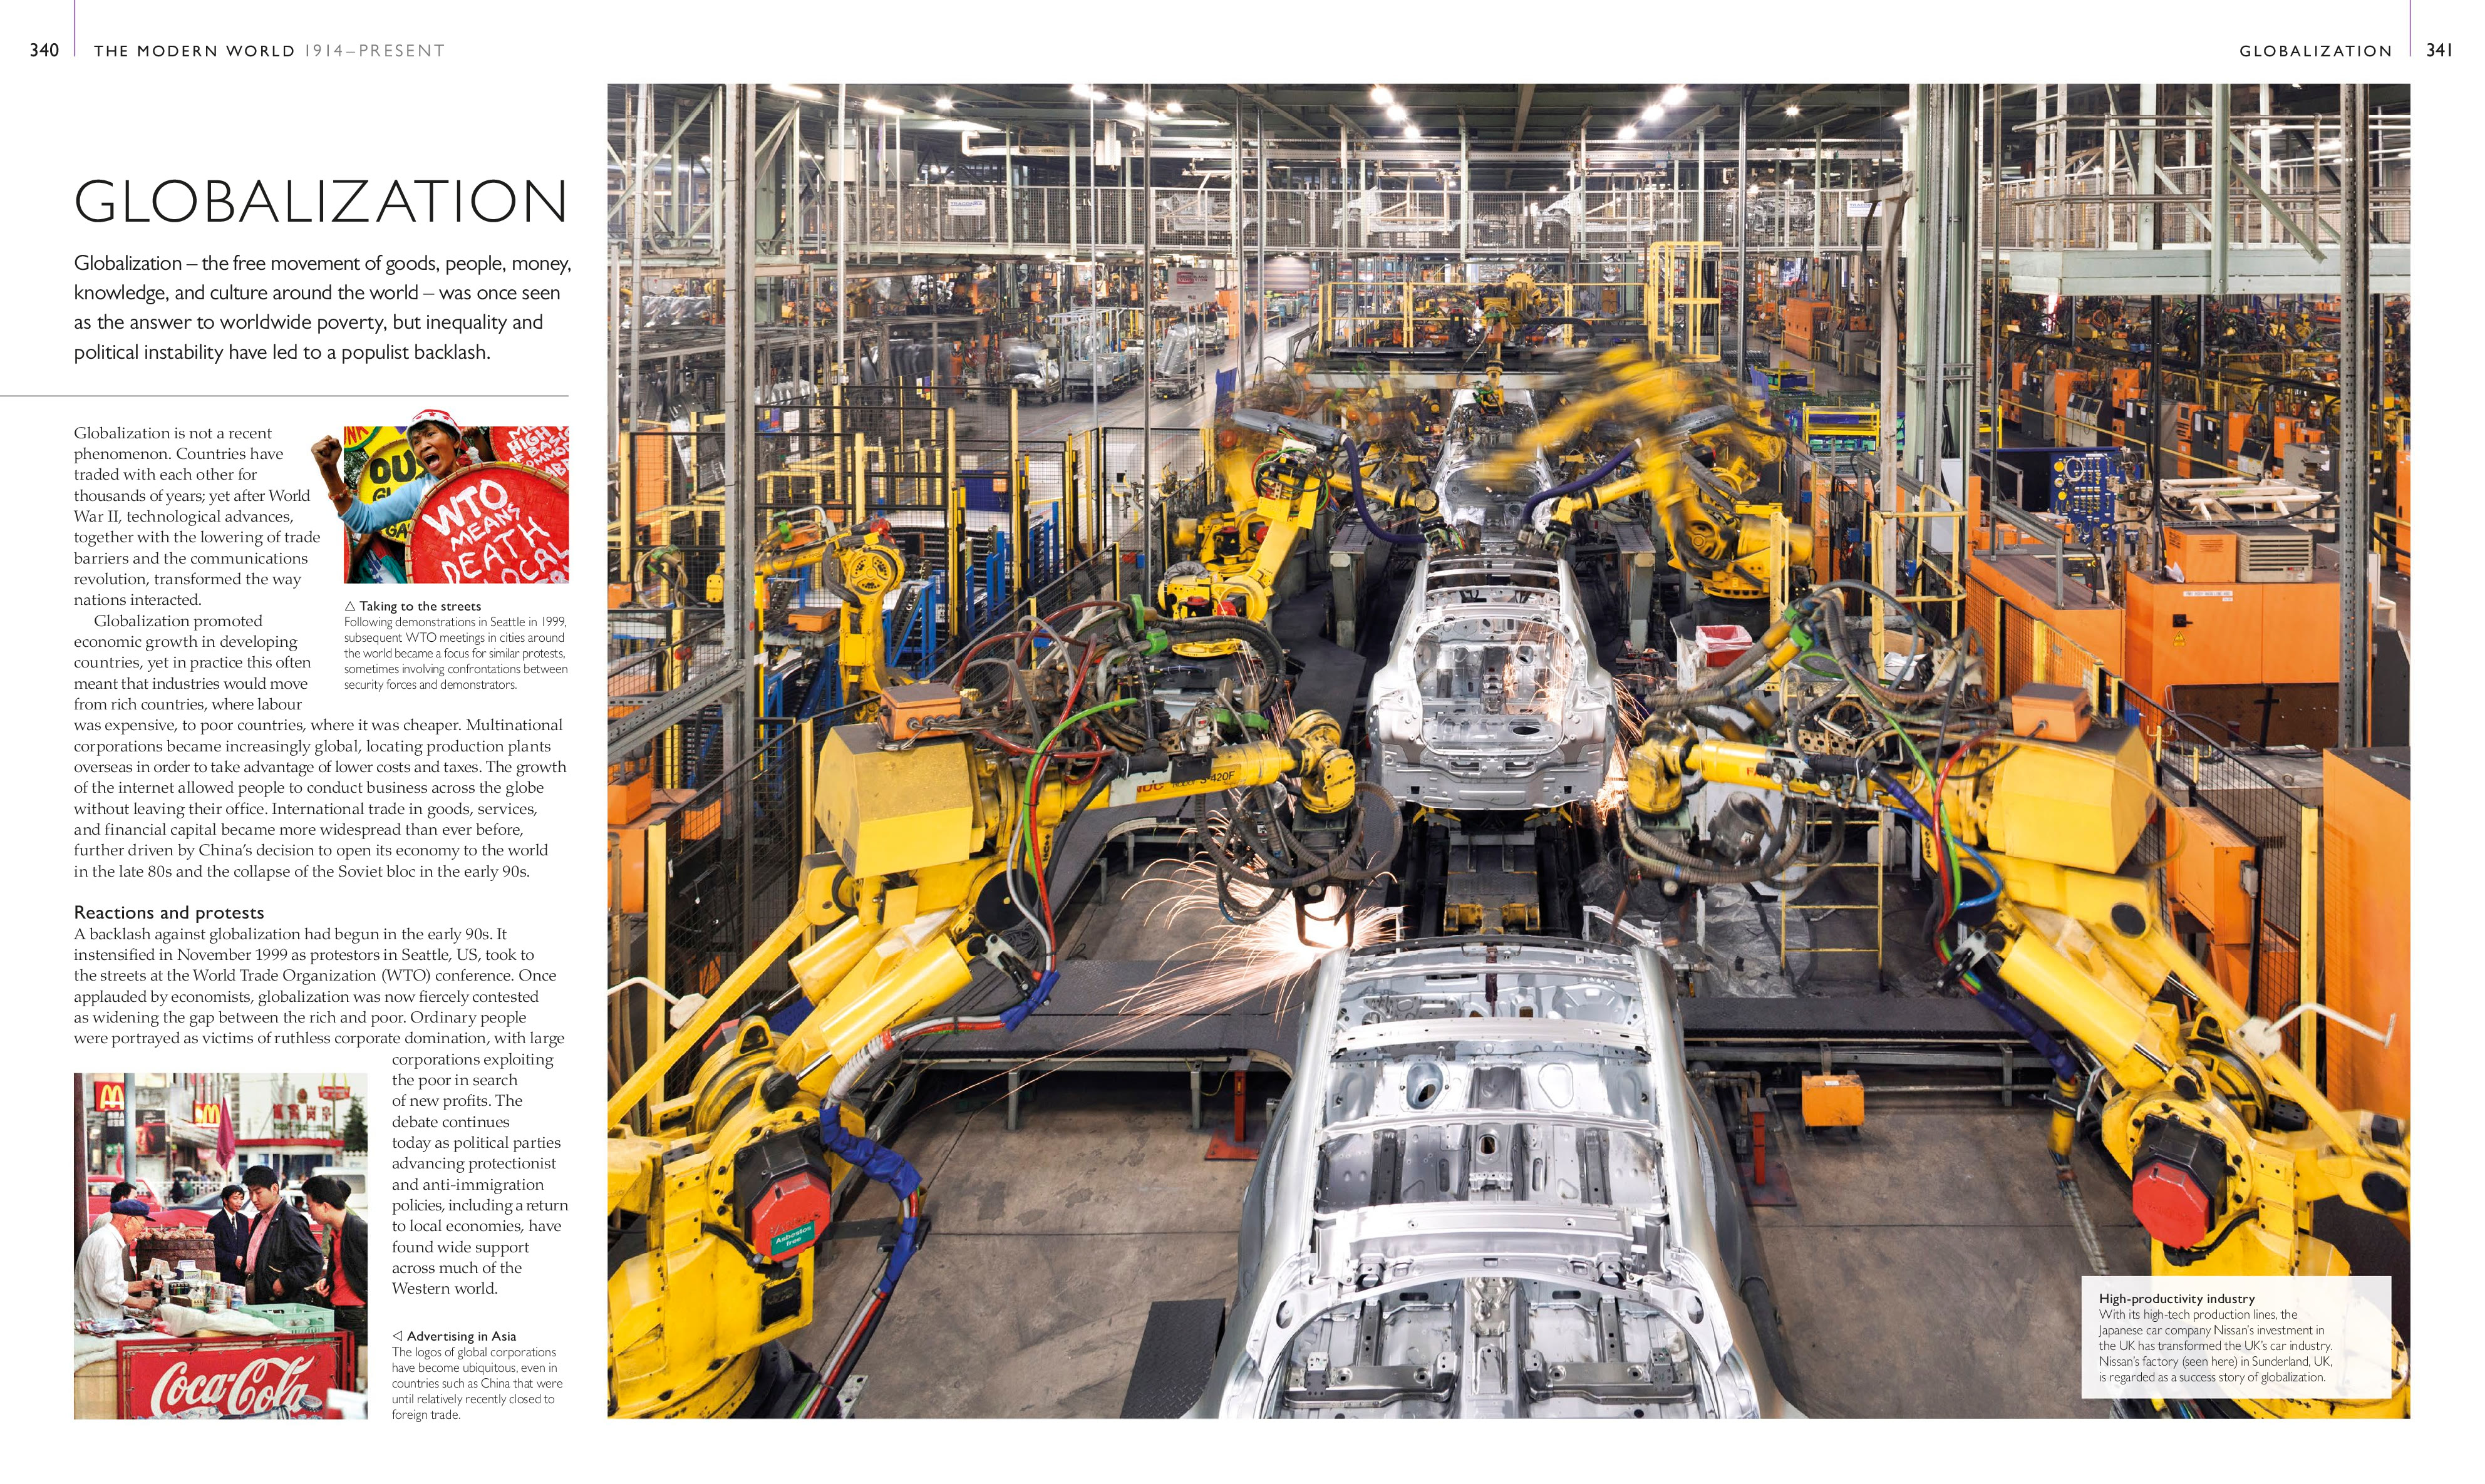 340
THE MODERN WORLD 1914–PRESENT
GLOBALIZATION
341
GLOBALIZATION
Globalization – the free movement of goods, people, money,
knowledge, and culture around the world – was once seen
as the answer to worldwide poverty, but inequality and
political instability have led to a populist backlash.
Globalization is not a recent
phenomenon. Countries have
traded with each other for
thousands of years; yet after World
War II, technological advances,
together with the lowering of trade
barriers and the communications
revolution, transformed the way
nations interacted.
Globalization promoted
economic growth in developing
countries, yet in practice this often
meant that industries would move
from rich countries, where labour
was expensive, to poor countries, where it was cheaper. Multinational
corporations became increasingly global, locating production plants
overseas in order to take advantage of lower costs and taxes. The growth
of the internet allowed people to conduct business across the globe
without leaving their office. International trade in goods, services,
and financial capital became more widespread than ever before,
further driven by China's decision to open its economy to the world
in the late 80s and the collapse of the Soviet bloc in the early 90s.
OU
WTO
MEANS
DEATH
LOCAL
HIGH
△ Taking to the streets
Following demonstrations in Seattle in 1999,
subsequent WTO meetings in cities around
the world became a focus for similar protests,
sometimes involving confrontations between
security forces and demonstrators.
Reactions and protests
A backlash against globalization had begun in the early 90s. It
instensified in November 1999 as protestors in Seattle, US, took to
the streets at the World Trade Organization (WTO) conference. Once
applauded by economists, globalization was now fiercely contested
as widening the gap between the rich and poor. Ordinary people
were portrayed as victims of ruthless corporate domination, with large
corporations exploiting
the poor in search
of new profits. The
debate continues
today as political parties
advancing protectionist
and anti-immigration
policies, including a return
to local economies, have
found wide support
across much of the
Western world.
Coca-Cola
◁ Advertising in Asia
The logos of global corporations
have become ubiquitous, even in
countries such as China that were
until relatively recently closed to
foreign trade.
S-420F
Asbestos
free
High-productivity industry
With its high-tech production lines, the
Japanese car company Nissan's investment in
the UK has transformed the UK's car industry.
Nissan's factory (seen here) in Sunderland, UK,
is regarded as a success story of globalization.